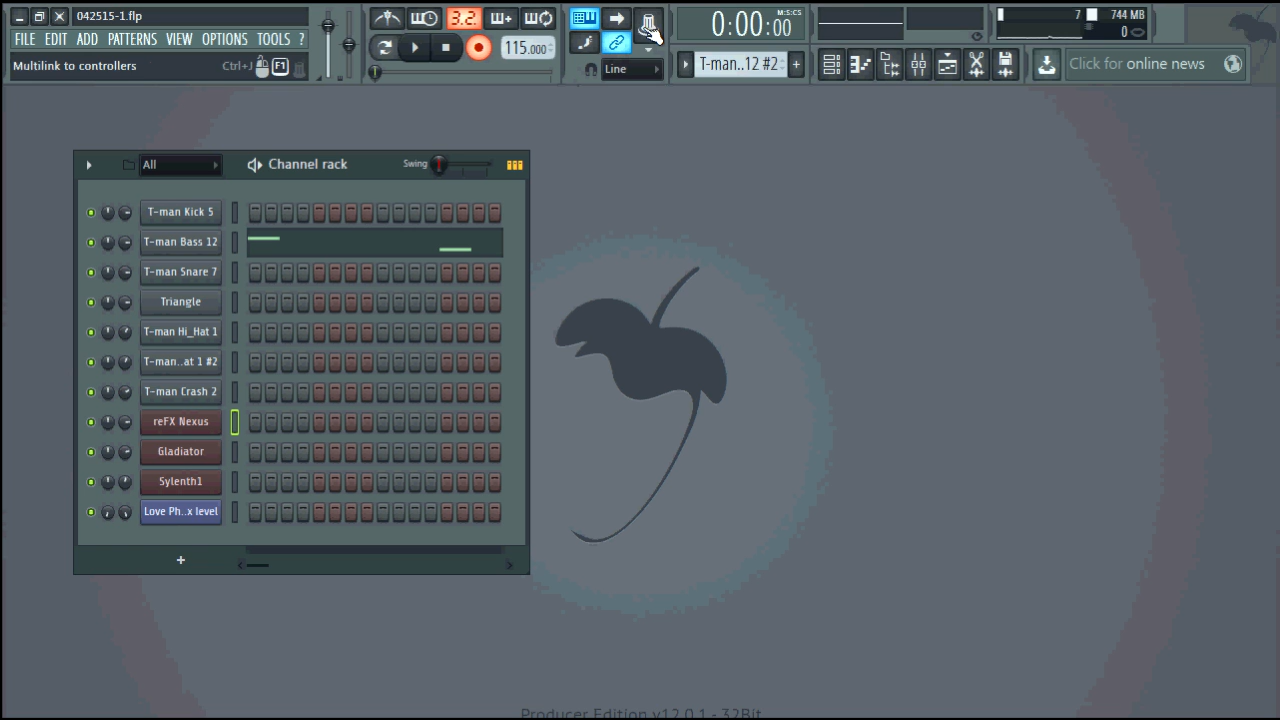 042515-1.flp
FILE EDIT ADD PATTERNS VIEW OPTIONS TOOLS ?
Multilink to controllers Ctrl+J F1
3.2.
115.000
Line
0:00:00 M:S:CS
T-man..12 #2
7 744 MB
0
Click for online news
All Channel rack Swing
T-man Kick 5
T-man Bass 12
T-man Snare 7
Triangle
T-man Hi_Hat 1
T-man..at 1 #2
T-man Crash 2
reFX Nexus
Gladiator
Sylenth1
Love Ph..x level
+
Producer Edition v12.0.1 - 32Bit